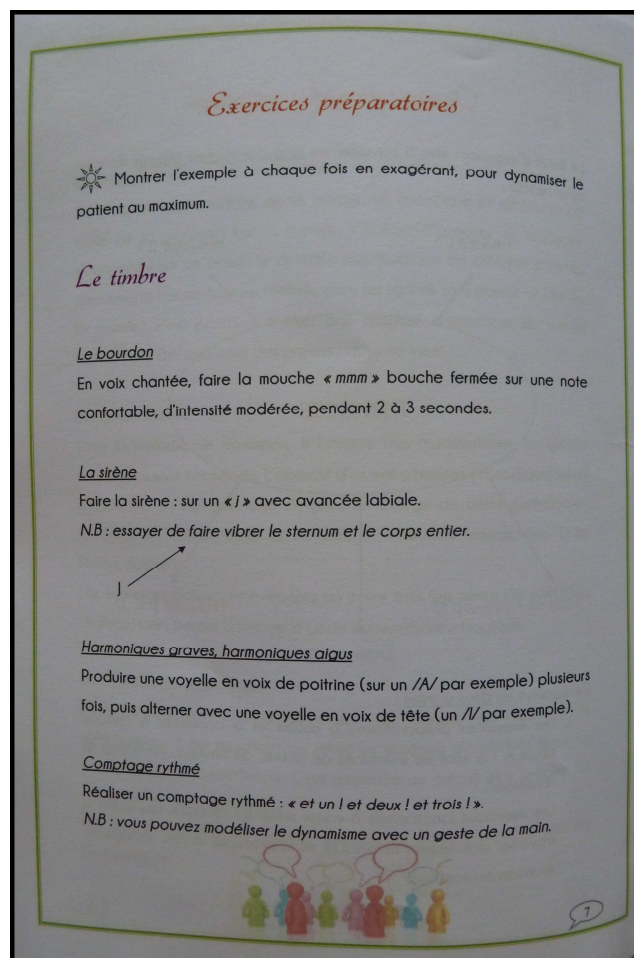 Exercices préparatoires
Montrer l'exemple à chaque fois en exagérant, pour dynamiser le
patient au maximum.
Le timbre
Le bourdon
En voix chantée, faire la mouche « mmm » bouche fermée sur une note
confortable, d'intensité modérée, pendant 2 à 3 secondes.
La sirène
Faire la sirène : sur un « j » avec avancée labiale.
N.B : essayer de faire vibrer le sternum et le corps entier.
J
Harmoniques graves, harmoniques aigus
Produire une voyelle en voix de poitrine (sur un /A/ par exemple) plusieurs
fois, puis alterner avec une voyelle en voix de tête (un /I/ par exemple).
Comptage rythmé
Réaliser un comptage rythmé : « et un ! et deux ! et trois ! ».
N.B : vous pouvez modéliser le dynamisme avec un geste de la main.
7